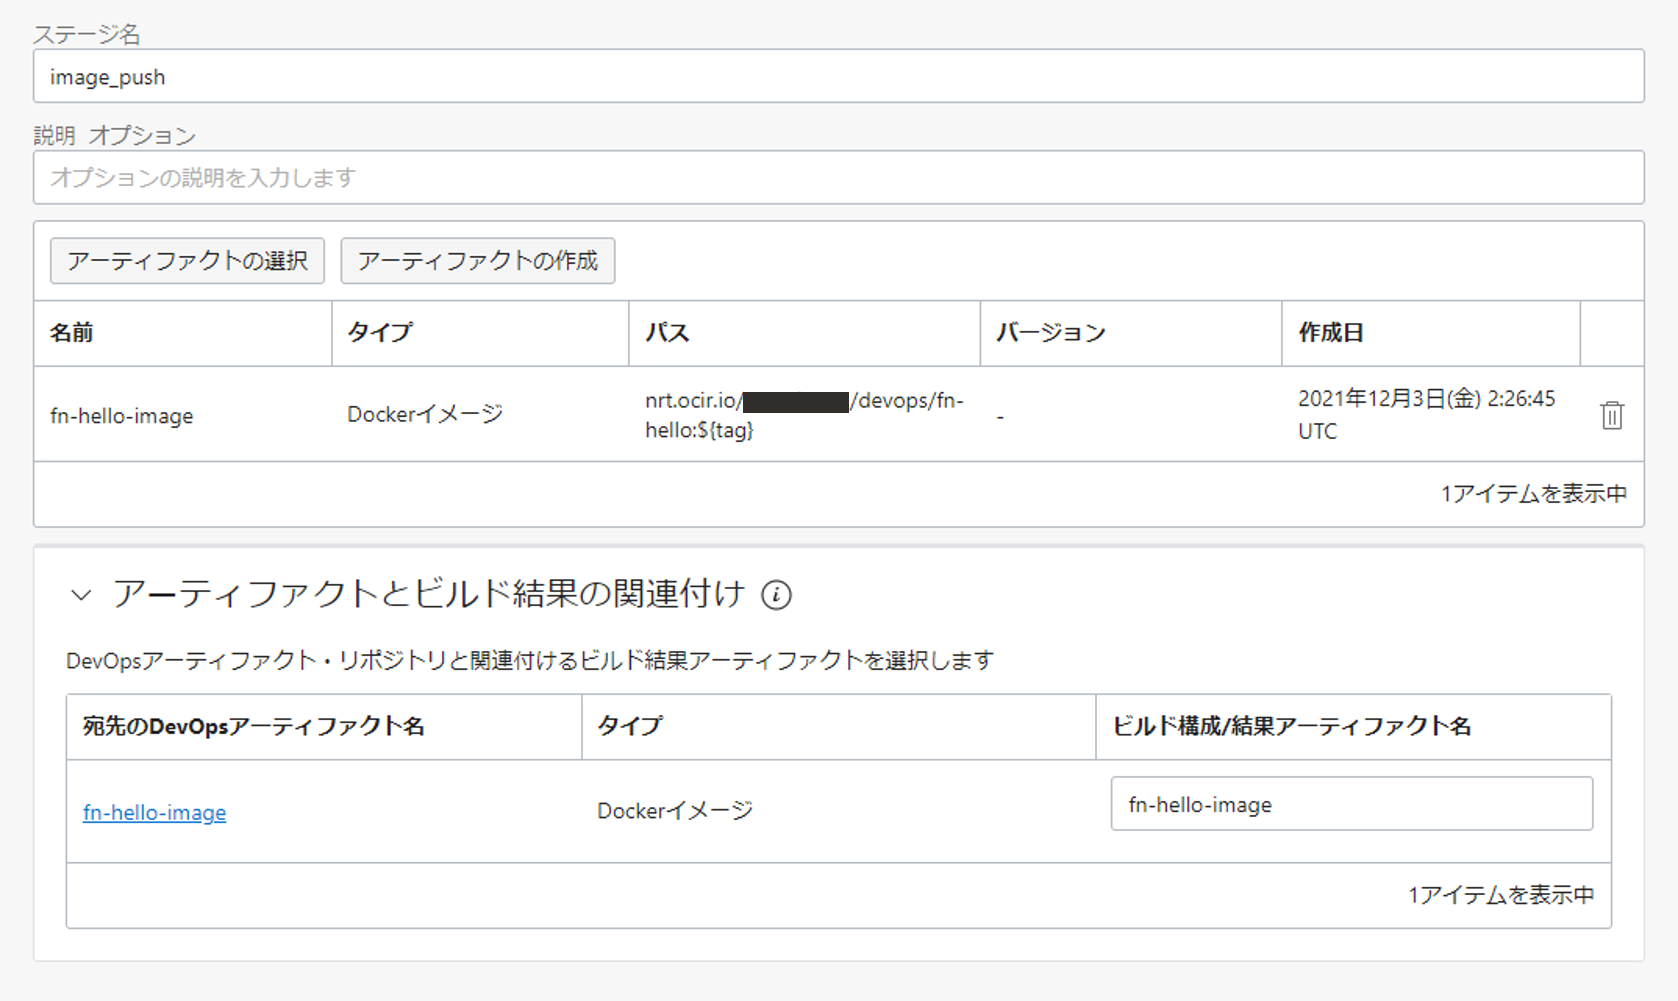 ステージ名
image_push
説明 オプション
オプションの説明を入力します
アーティファクトの選択 アーティファクトの作成
名前 タイプ パス バージョン 作成日
fn-hello-image Dockerイメージ nrt.ocir.io/ /devops/fn-hello:${tag} - 2021年12月3日(金) 2:26:45 UTC
1アイテムを表示中
アーティファクトとビルド結果の関連付け
DevOpsアーティファクト・リポジトリと関連付けるビルド結果アーティファクトを選択します
宛先のDevOpsアーティファクト名 タイプ ビルド構成/結果アーティファクト名
fn-hello-image Dockerイメージ fn-hello-image
1アイテムを表示中